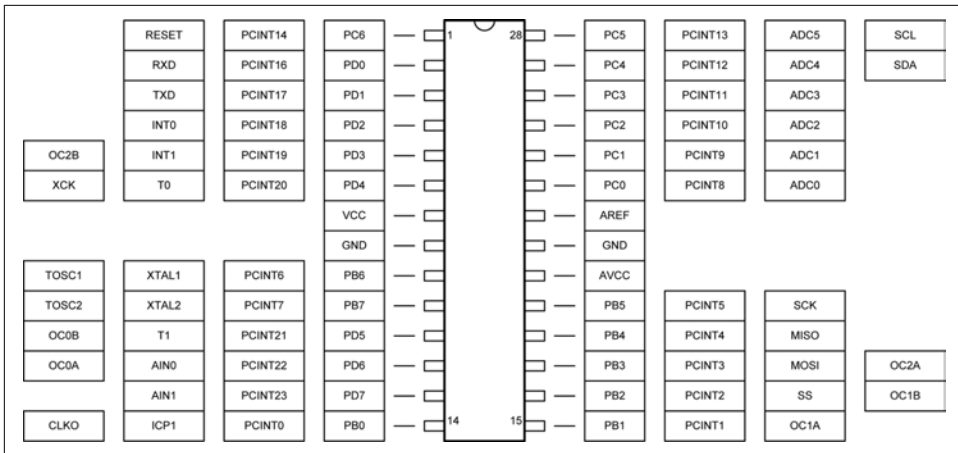 RESET PCINT14 PC6 1 28 PC5 PCINT13 ADC5 SCL
RXD PCINT16 PD0 PC4 PCINT12 ADC4 SDA
TXD PCINT17 PD1 PC3 PCINT11 ADC3
INT0 PCINT18 PD2 PC2 PCINT10 ADC2
OC2B INT1 PCINT19 PD3 PC1 PCINT9 ADC1
XCK T0 PCINT20 PD4 PC0 PCINT8 ADC0
VCC AREF
GND GND
TOSC1 XTAL1 PCINT6 PB6 AVCC
TOSC2 XTAL2 PCINT7 PB7 PB5 PCINT5 SCK
OC0B T1 PCINT21 PD5 PB4 PCINT4 MISO
OC0A AIN0 PCINT22 PD6 PB3 PCINT3 MOSI OC2A
AIN1 PCINT23 PD7 PB2 PCINT2 SS OC1B
CLKO ICP1 PCINT0 PB0 14 15 PB1 PCINT1 OC1A